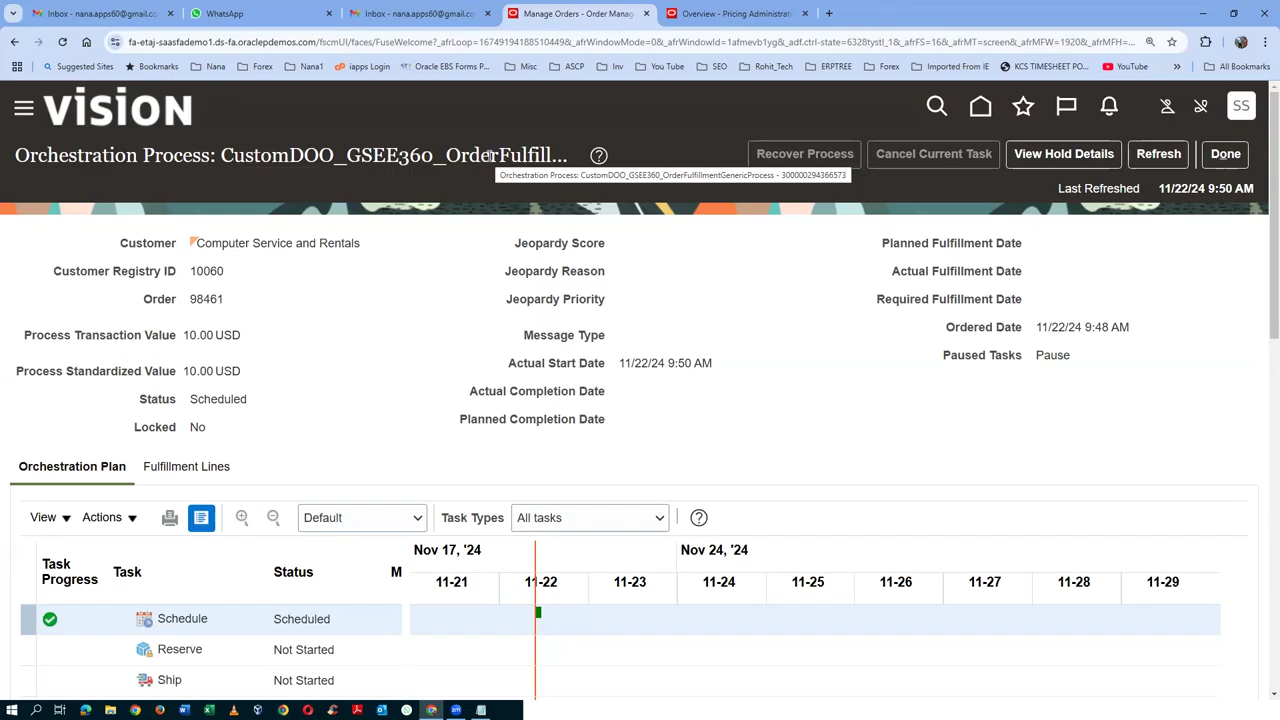 Inbox - nana.apps60@gmail.co
WhatsApp
Inbox - nana.apps60@gmail.co
Manage Orders - Order Manag
Overview - Pricing Administrati
fa-etaj-saasfademo1.ds-fa.oraclepdemos.com/fscmUI/faces/FuseWelcome?_afrLoop=16749194188510449&_afrWindowMode=0&_afrWindowId=1afmevb1yg&_adf.ctrl-state=6328tystl_1&_afrFS=16&_afrMT=screen&_afrMFW=1920&_afrMFH=...
Suggested Sites
Bookmarks
Nana
Forex
Nana1
iapps Login
Oracle EBS Forms P...
Misc
ASCP
Inv
You Tube
SEO
Rohit_Tech
ERPTREE
Forex
Imported From IE
KCS TIMESHEET PO...
YouTube
All Bookmarks
VISION
SS
Orchestration Process: CustomDOO_GSEE360_OrderFulfill...
Recover Process
Cancel Current Task
View Hold Details
Refresh
Done
Orchestration Process: CustomDOO_GSEE360_OrderFulfillmentGenericProcess - 300000294366573
Last Refreshed 11/22/24 9:50 AM
Customer Computer Service and Rentals
Customer Registry ID 10060
Order 98461
Process Transaction Value 10.00 USD
Process Standardized Value 10.00 USD
Status Scheduled
Locked No
Jeopardy Score
Jeopardy Reason
Jeopardy Priority
Message Type
Actual Start Date 11/22/24 9:50 AM
Actual Completion Date
Planned Completion Date
Planned Fulfillment Date
Actual Fulfillment Date
Required Fulfillment Date
Ordered Date 11/22/24 9:48 AM
Paused Tasks Pause
Orchestration Plan
Fulfillment Lines
View
Actions
Default
Task Types
All tasks
Nov 17, '24
Nov 24, '24
Task Progress
Task
Status
M
11-21
11-22
11-23
11-24
11-25
11-26
11-27
11-28
11-29
Schedule Scheduled
Reserve Not Started
Ship Not Started